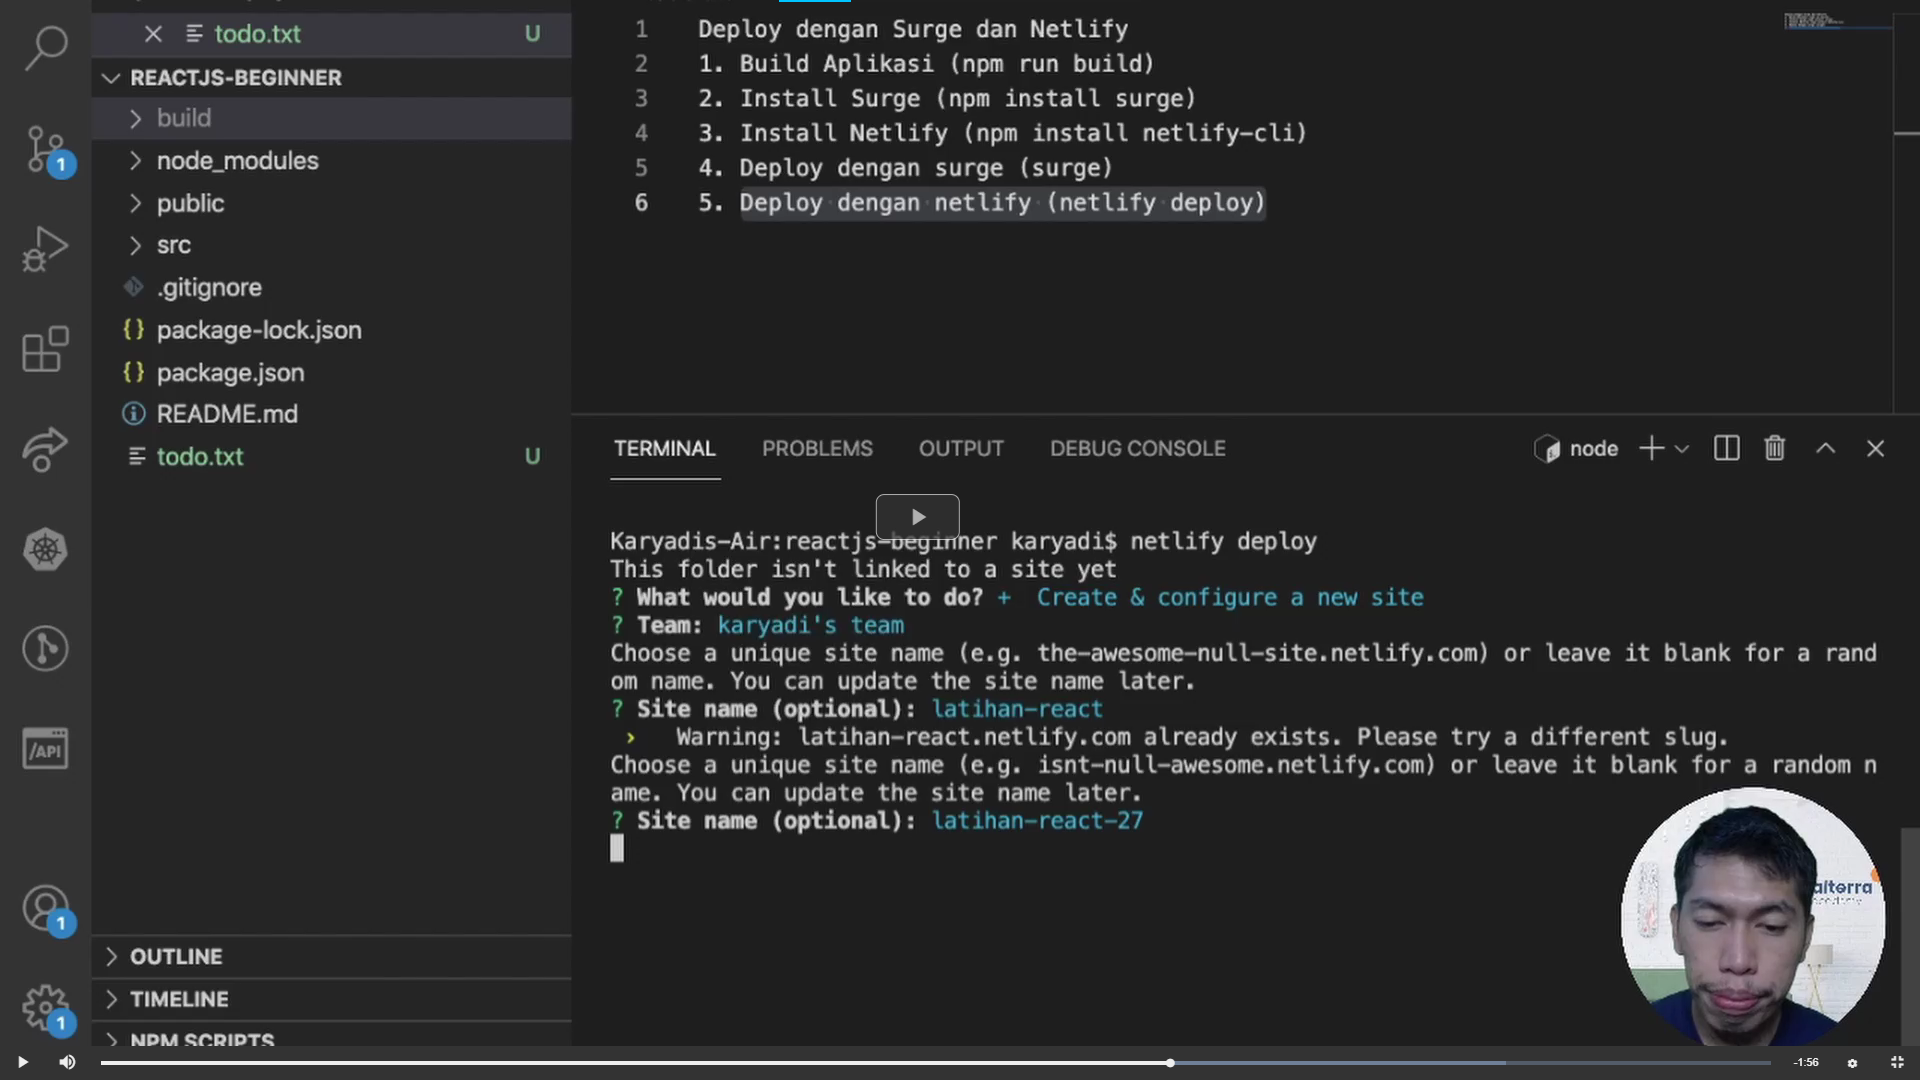 todo.txt U
REACTJS-BEGINNER
build
node_modules
public
src
.gitignore
package-lock.json
package.json
README.md
todo.txt U
OUTLINE
TIMELINE
NPM SCRIPTS
1
1
1
/API
1 Deploy dengan Surge dan Netlify
2 1. Build Aplikasi (npm run build)
3 2. Install Surge (npm install surge)
4 3. Install Netlify (npm install netlify-cli)
5 4. Deploy dengan surge (surge)
6 5. Deploy dengan netlify (netlify deploy)
TERMINAL PROBLEMS OUTPUT DEBUG CONSOLE node
Karyadis-Air:reactjs-beginner karyadi$ netlify deploy
This folder isn't linked to a site yet
? What would you like to do? + Create & configure a new site
? Team: karyadi's team
Choose a unique site name (e.g. the-awesome-null-site.netlify.com) or leave it blank for a rand
om name. You can update the site name later.
? Site name (optional): latihan-react
› Warning: latihan-react.netlify.com already exists. Please try a different slug.
Choose a unique site name (e.g. isnt-null-awesome.netlify.com) or leave it blank for a random n
ame. You can update the site name later.
? Site name (optional): latihan-react-27
alterra
-1:56